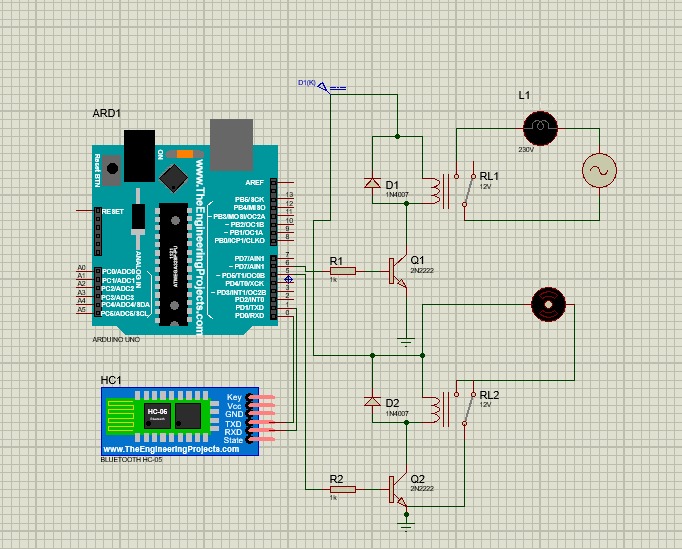 D1(K)
L1
230V
ARD1
Reset BTN
ON
www.TheEngineeringProjects.com
AREF
RESET
PB5/SCK
13
PB4/MISO
12
~ PB3/MOSI/OC2A
11
~ PB2/OC1B
10
~ PB1/OC1A
9
PB0/ICP1/CLKO
8
PD7/AIN1
7
~ PD7/AIN1
6
~ PD5/T1/OC0B
5
PD4/T0/XCK
~ PD3/INT1/OC2B
3
PD2/INT0
2
PD1/TXD
1
PD0/RXD
0
ANALOG IN
A0
PC0/ADC0
A1
PC1/ADC1
A2
PC2/ADC2
A3
PC3/ADC3
A4
PC4/ADC4/SDA
A5
PC5/ADC5/SCL
ARDUINO UNO
D1
1N4007
RL1
12V
R1
1k
Q1
2N2222
HC1
HC-05
Bluetooth
Key
Vcc
GND
TXD
RXD
State
www.TheEngineeringProjects.com
BLUETOOTH HC-05
D2
1N4007
RL2
12V
R2
1k
Q2
2N2222